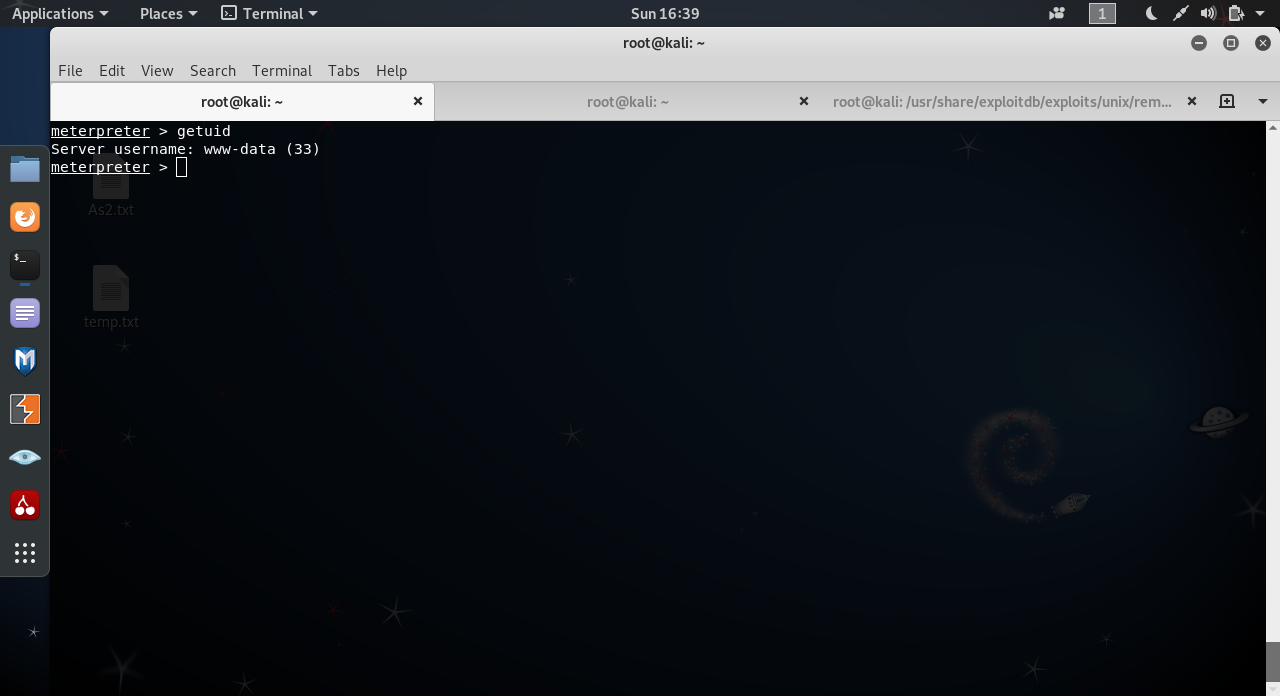 Applications Places Terminal Sun 16:39 1
root@kali: ~
File Edit View Search Terminal Tabs Help
root@kali: ~ root@kali: ~ root@kali: /usr/share/exploitdb/exploits/unix/rem...
meterpreter > getuid
Server username: www-data (33)
meterpreter >
As2.txt
temp.txt
$_